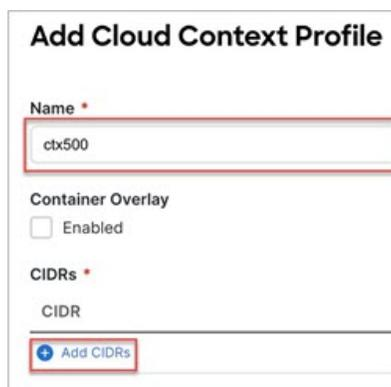 Add Cloud Context Profile
Name *
ctx500
Container Overlay
Enabled
CIDRs *
CIDR
Add CIDRs